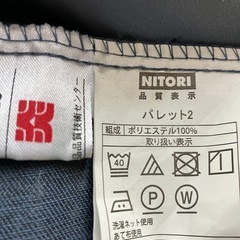 NITORI
品質表示
パレット2
組成 ポリエステル100%
取り扱い表示
40
P
W
洗濯ネット使用
あて布使用
品質技術センター